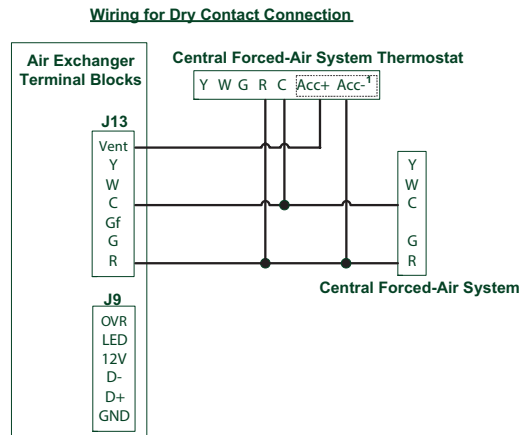 Wiring for Dry Contact Connection
Air Exchanger
Terminal Blocks
Central Forced-Air System Thermostat
Y W G R C Acc+ Acc-1
J13
Vent
Y
W
C
Gf
G
R
Y
W
C
G
R
Central Forced-Air System
J9
OVR
LED
12V
D-
D+
GND